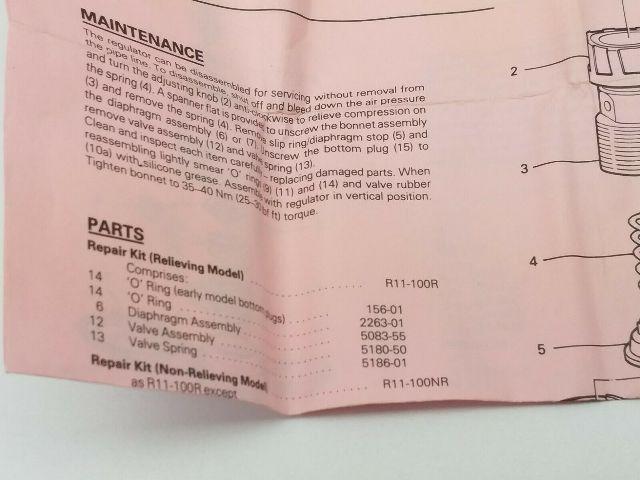 MAINTENANCE
The regulator can be disassembled for servicing without removal from
the pipe line. To disassemble, shut off and bleed down the air pressure
and turn the adjusting knob (2) anti-clockwise to relieve compression on
the spring (4). A spanner flat is provided to unscrew the bonnet assembly
(3) and remove the spring (4). Remove slip ring/diaphragm stop (5) and
the diaphragm assembly (6) or (7). Unscrew the bottom plug (15) to
remove valve assembly (12) and valve spring (13).
Clean and inspect each item carefully replacing damaged parts. When
reassembling lightly smear 'O' rings (9) (11) and (14) and valve rubber
(10a) with silicone grease. Assemble with regulator in vertical position.
Tighten bonnet to 35–40 Nm (25–30 lbf ft) torque.
PARTS
Repair Kit (Relieving Model) R11-100R
Comprises:
14 'O' Ring (early model bottom plugs) 156-01
14 'O' Ring 2263-01
6 Diaphragm Assembly 5083-55
12 Valve Assembly 5180-50
13 Valve Spring 5186-01
Repair Kit (Non-Relieving Model R11-100NR
as R11-100R except
2
3
4
5